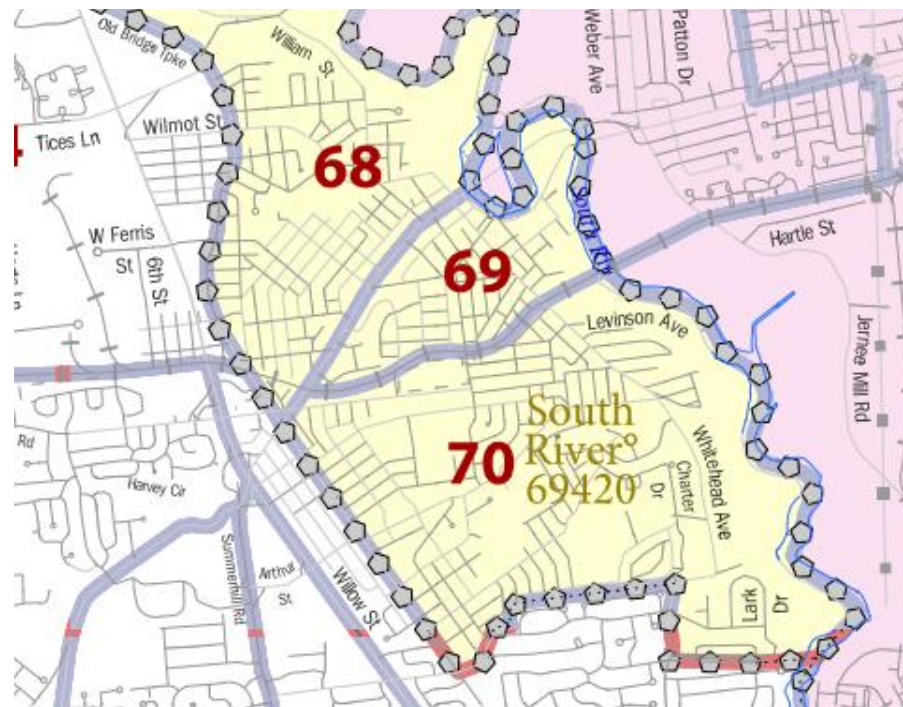 Old Bridge Tpke
William St
Weber Ave
Patton Dr
Tices Ln
Wilmot St
68
W Ferris
St
6th St
South Riv
Hartle St
69
Levinson Ave
Jernee Mill Rd
South
River°
69420
70
Whitehead Ave
Charter
Dr
Rd
Harvey Cir
Summerhill Rd
Arthur
St
Willow St
Lark
Dr